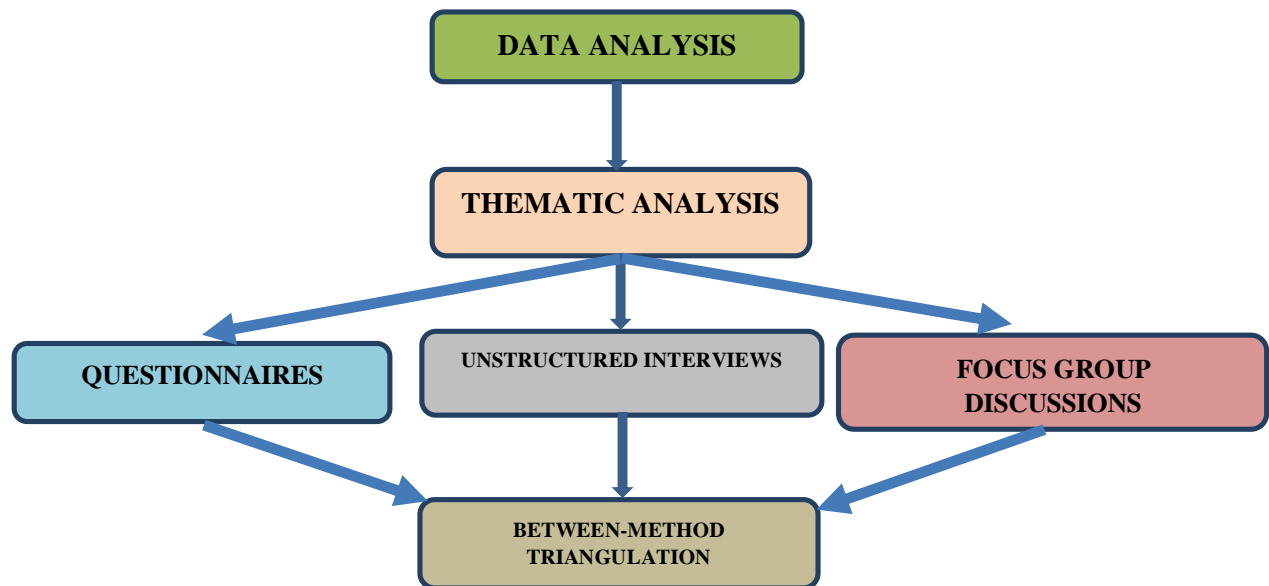 DATA ANALYSIS
THEMATIC ANALYSIS
QUESTIONNAIRES
UNSTRUCTURED INTERVIEWS
FOCUS GROUP
DISCUSSIONS
BETWEEN-METHOD
TRIANGULATION